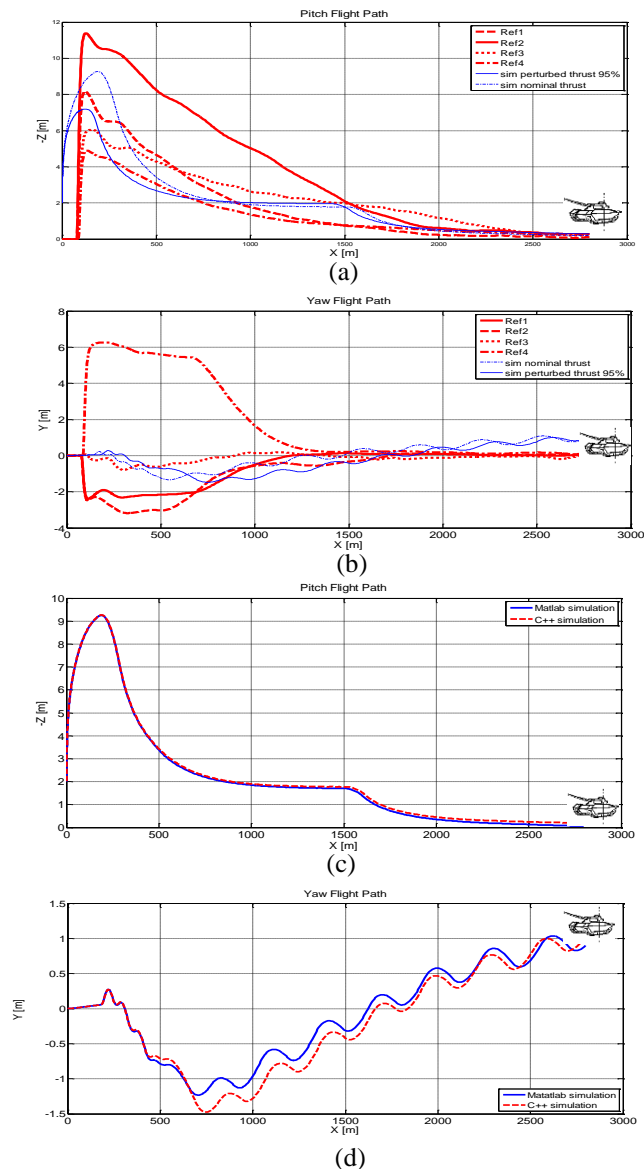 Pitch Flight Path
12
10
8
6
4
2
0
-Z [m]
Ref1
Ref2
Ref3
Ref4
sim perturbed thrust 95%
sim nominal thrust
0 500 1000 1500 2000 2500 3000
X [m]
(a)
Yaw Flight Path
8
6
4
2
0
-2
-4
Y [m]
Ref1
Ref2
Ref3
Ref4
sim nominal thrust
sim perturbed thrust 95%
0 500 1000 1500 2000 2500 3000
X [m]
(b)
Pitch Flight Path
10
9
8
7
6
5
4
3
2
1
0
-Z [m]
Matlab simulation
C++ simulation
0 500 1000 1500 2000 2500 3000
X [m]
(c)
Yaw Flight Path
1.5
1
0.5
0
-0.5
-1
-1.5
Y [m]
Matatlab simulation
C++ simulation
0 500 1000 1500 2000 2500 3000
X [m]
(d)